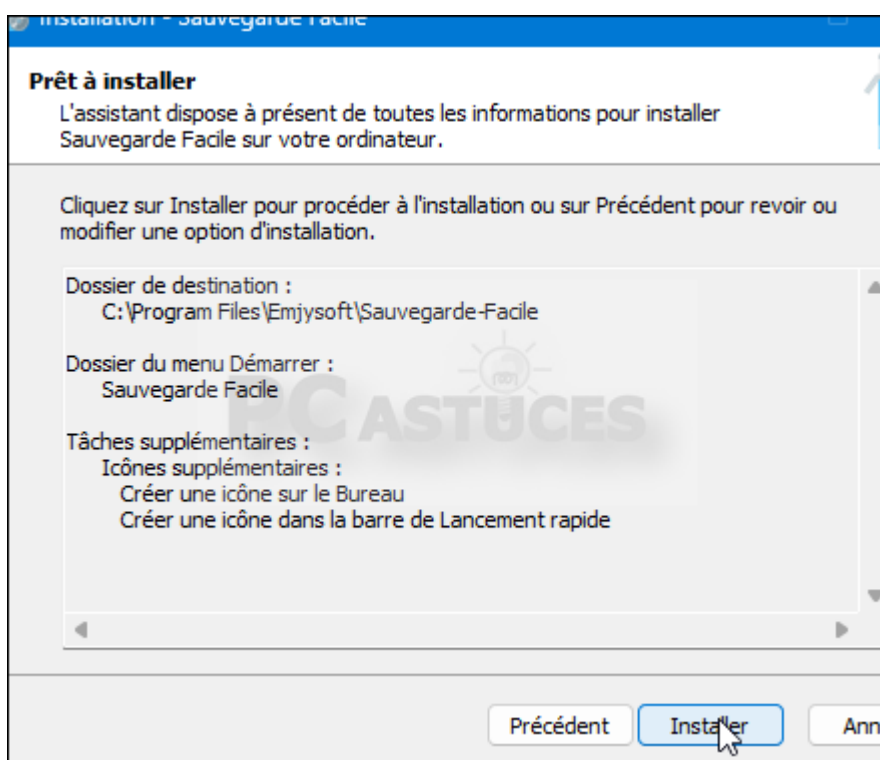 Installation - Sauvegarde Facile
Prêt à installer
L'assistant dispose à présent de toutes les informations pour installer
Sauvegarde Facile sur votre ordinateur.
Cliquez sur Installer pour procéder à l'installation ou sur Précédent pour revoir ou
modifier une option d'installation.
Dossier de destination :
C:\Program Files\Emjysoft\Sauvegarde-Facile
Dossier du menu Démarrer :
Sauvegarde Facile
PC ASTUCES
Tâches supplémentaires :
Icônes supplémentaires :
Créer une icône sur le Bureau
Créer une icône dans la barre de Lancement rapide
Précédent
Installer
Ann